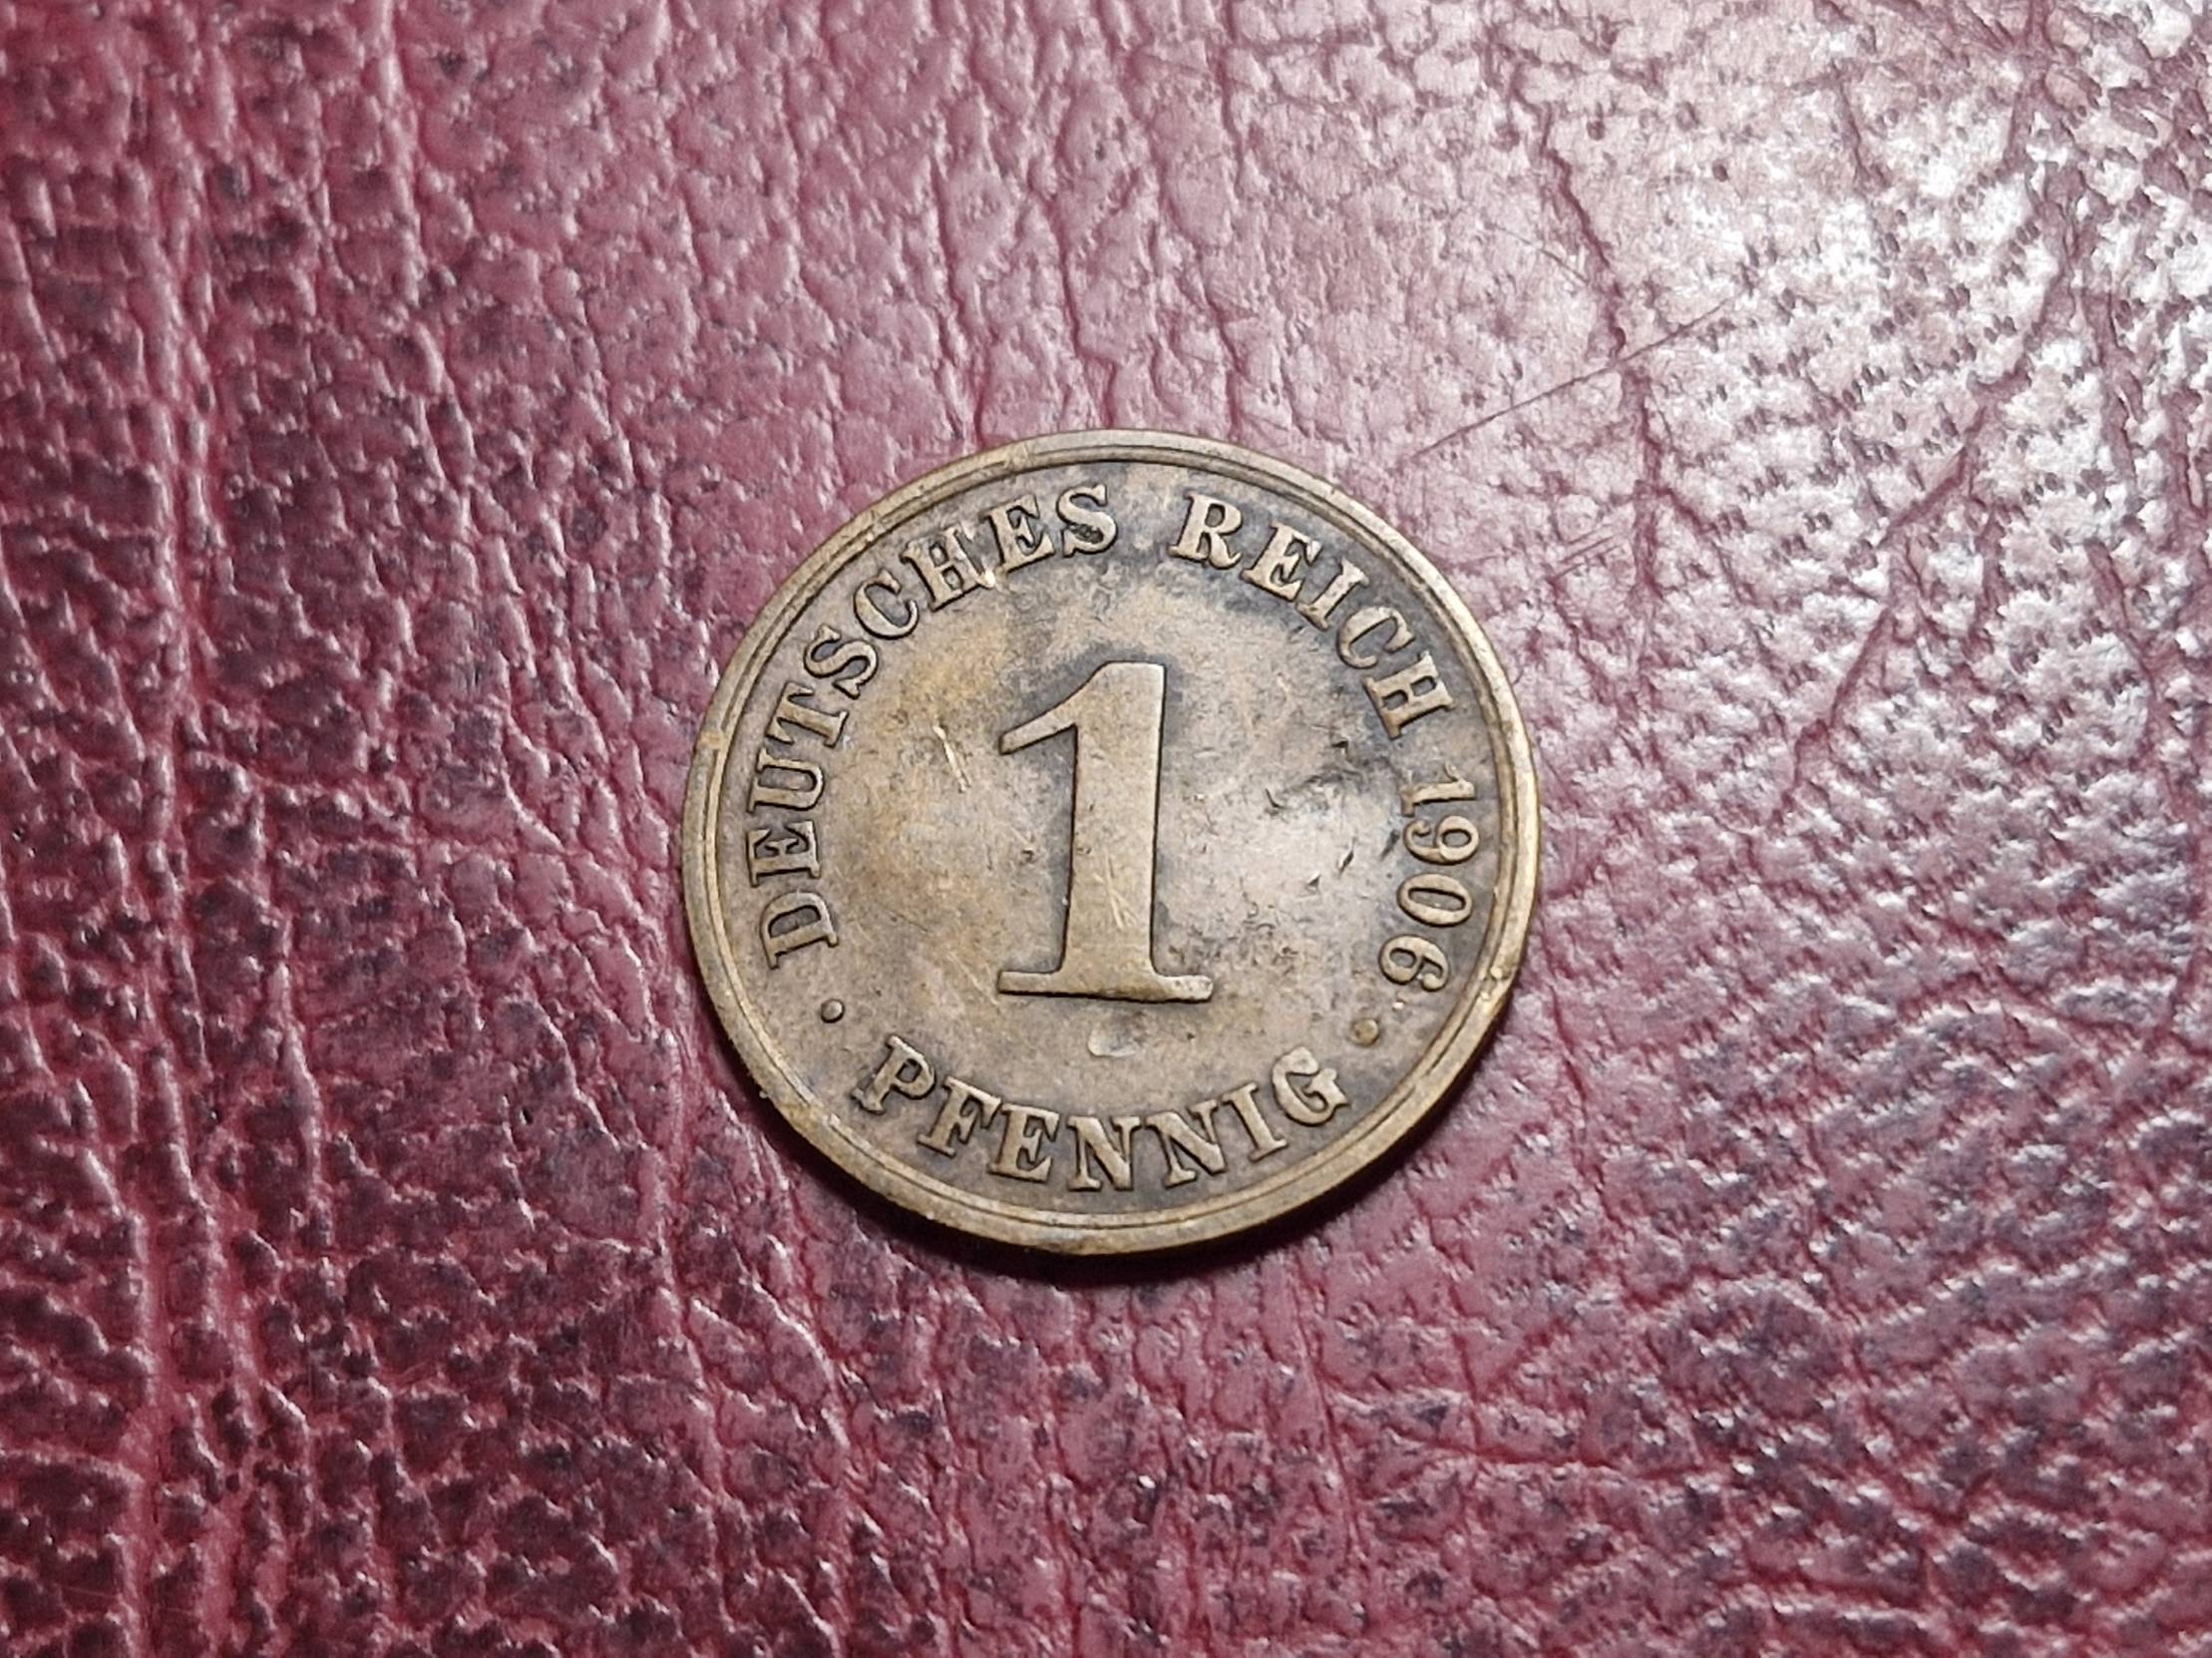 DEUTSCHES REICH 1906
1
• PFENNIG •